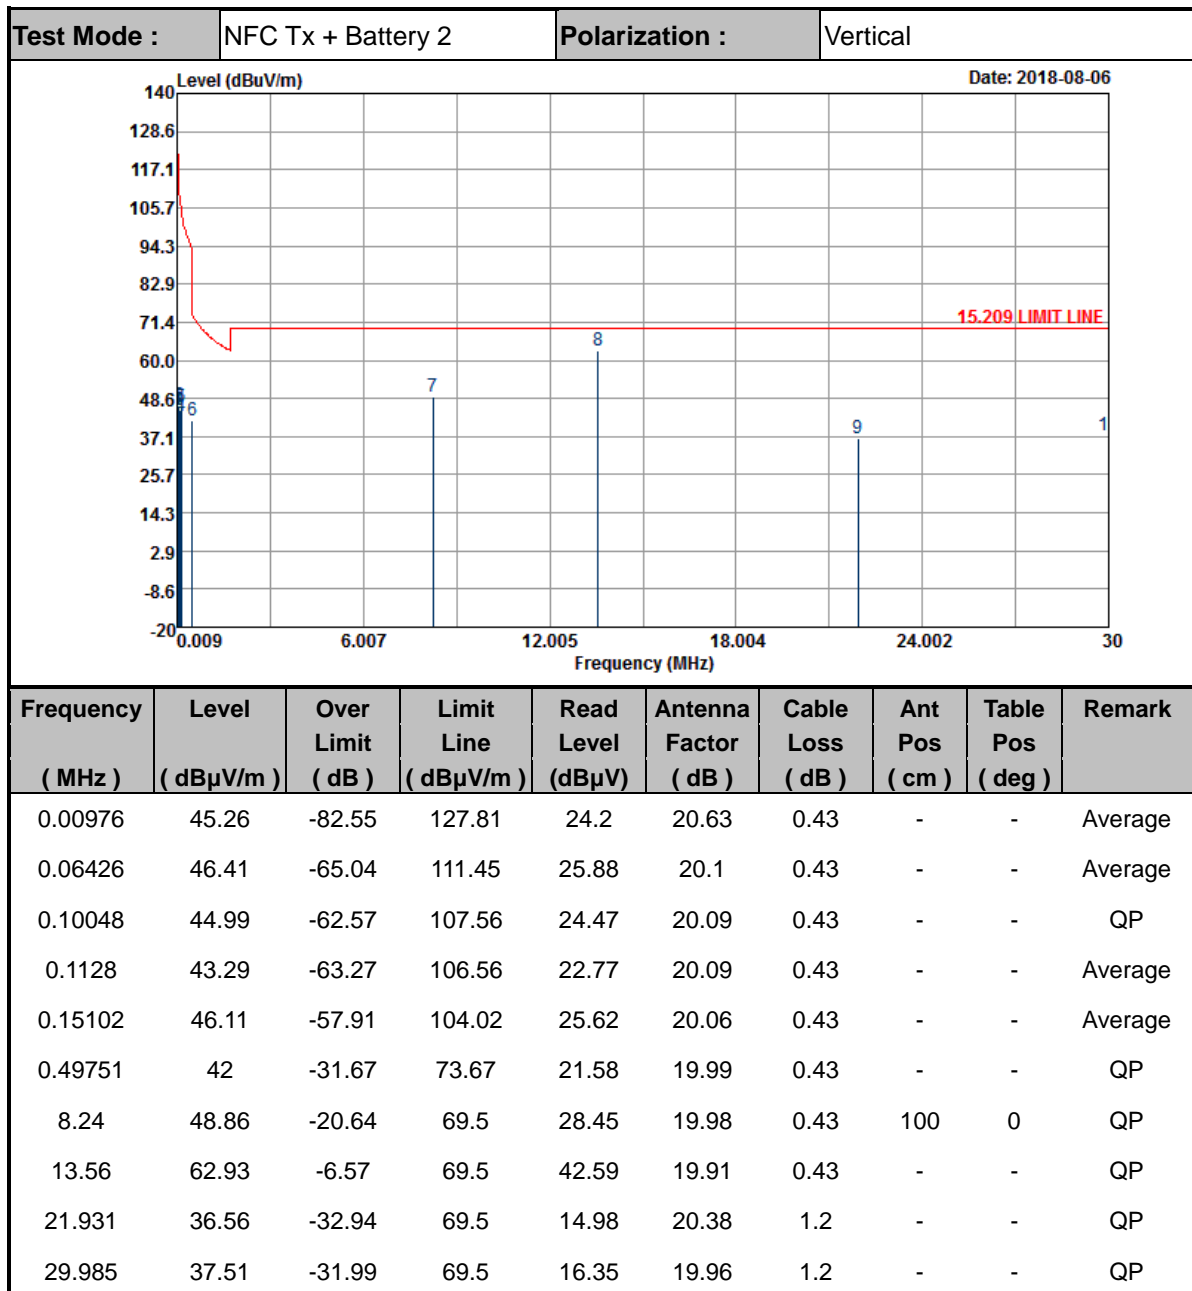 Test Mode : NFC Tx + Battery 2 Polarization : Vertical
Level (dBuV/m) Date: 2018-08-06
140
128.6
117.1
105.7
94.3
82.9
71.4
15.209 LIMIT LINE
8
60.0
7
48.6
6
9
1
37.1
25.7
14.3
2.9
-8.6
-20
0.009 6.007 12.005 18.004 24.002 30
Frequency (MHz)
Frequency Level Over Limit Read Antenna Cable Ant Table Remark
Limit Line Level Factor Loss Pos Pos
( MHz ) ( dBµV/m ) ( dB ) ( dBµV/m ) (dBµV) ( dB ) ( dB ) ( cm ) ( deg )
0.00976 45.26 -82.55 127.81 24.2 20.63 0.43 - - Average
0.06426 46.41 -65.04 111.45 25.88 20.1 0.43 - - Average
0.10048 44.99 -62.57 107.56 24.47 20.09 0.43 - - QP
0.1128 43.29 -63.27 106.56 22.77 20.09 0.43 - - Average
0.15102 46.11 -57.91 104.02 25.62 20.06 0.43 - - Average
0.49751 42 -31.67 73.67 21.58 19.99 0.43 - - QP
8.24 48.86 -20.64 69.5 28.45 19.98 0.43 100 0 QP
13.56 62.93 -6.57 69.5 42.59 19.91 0.43 - - QP
21.931 36.56 -32.94 69.5 14.98 20.38 1.2 - - QP
29.985 37.51 -31.99 69.5 16.35 19.96 1.2 - - QP